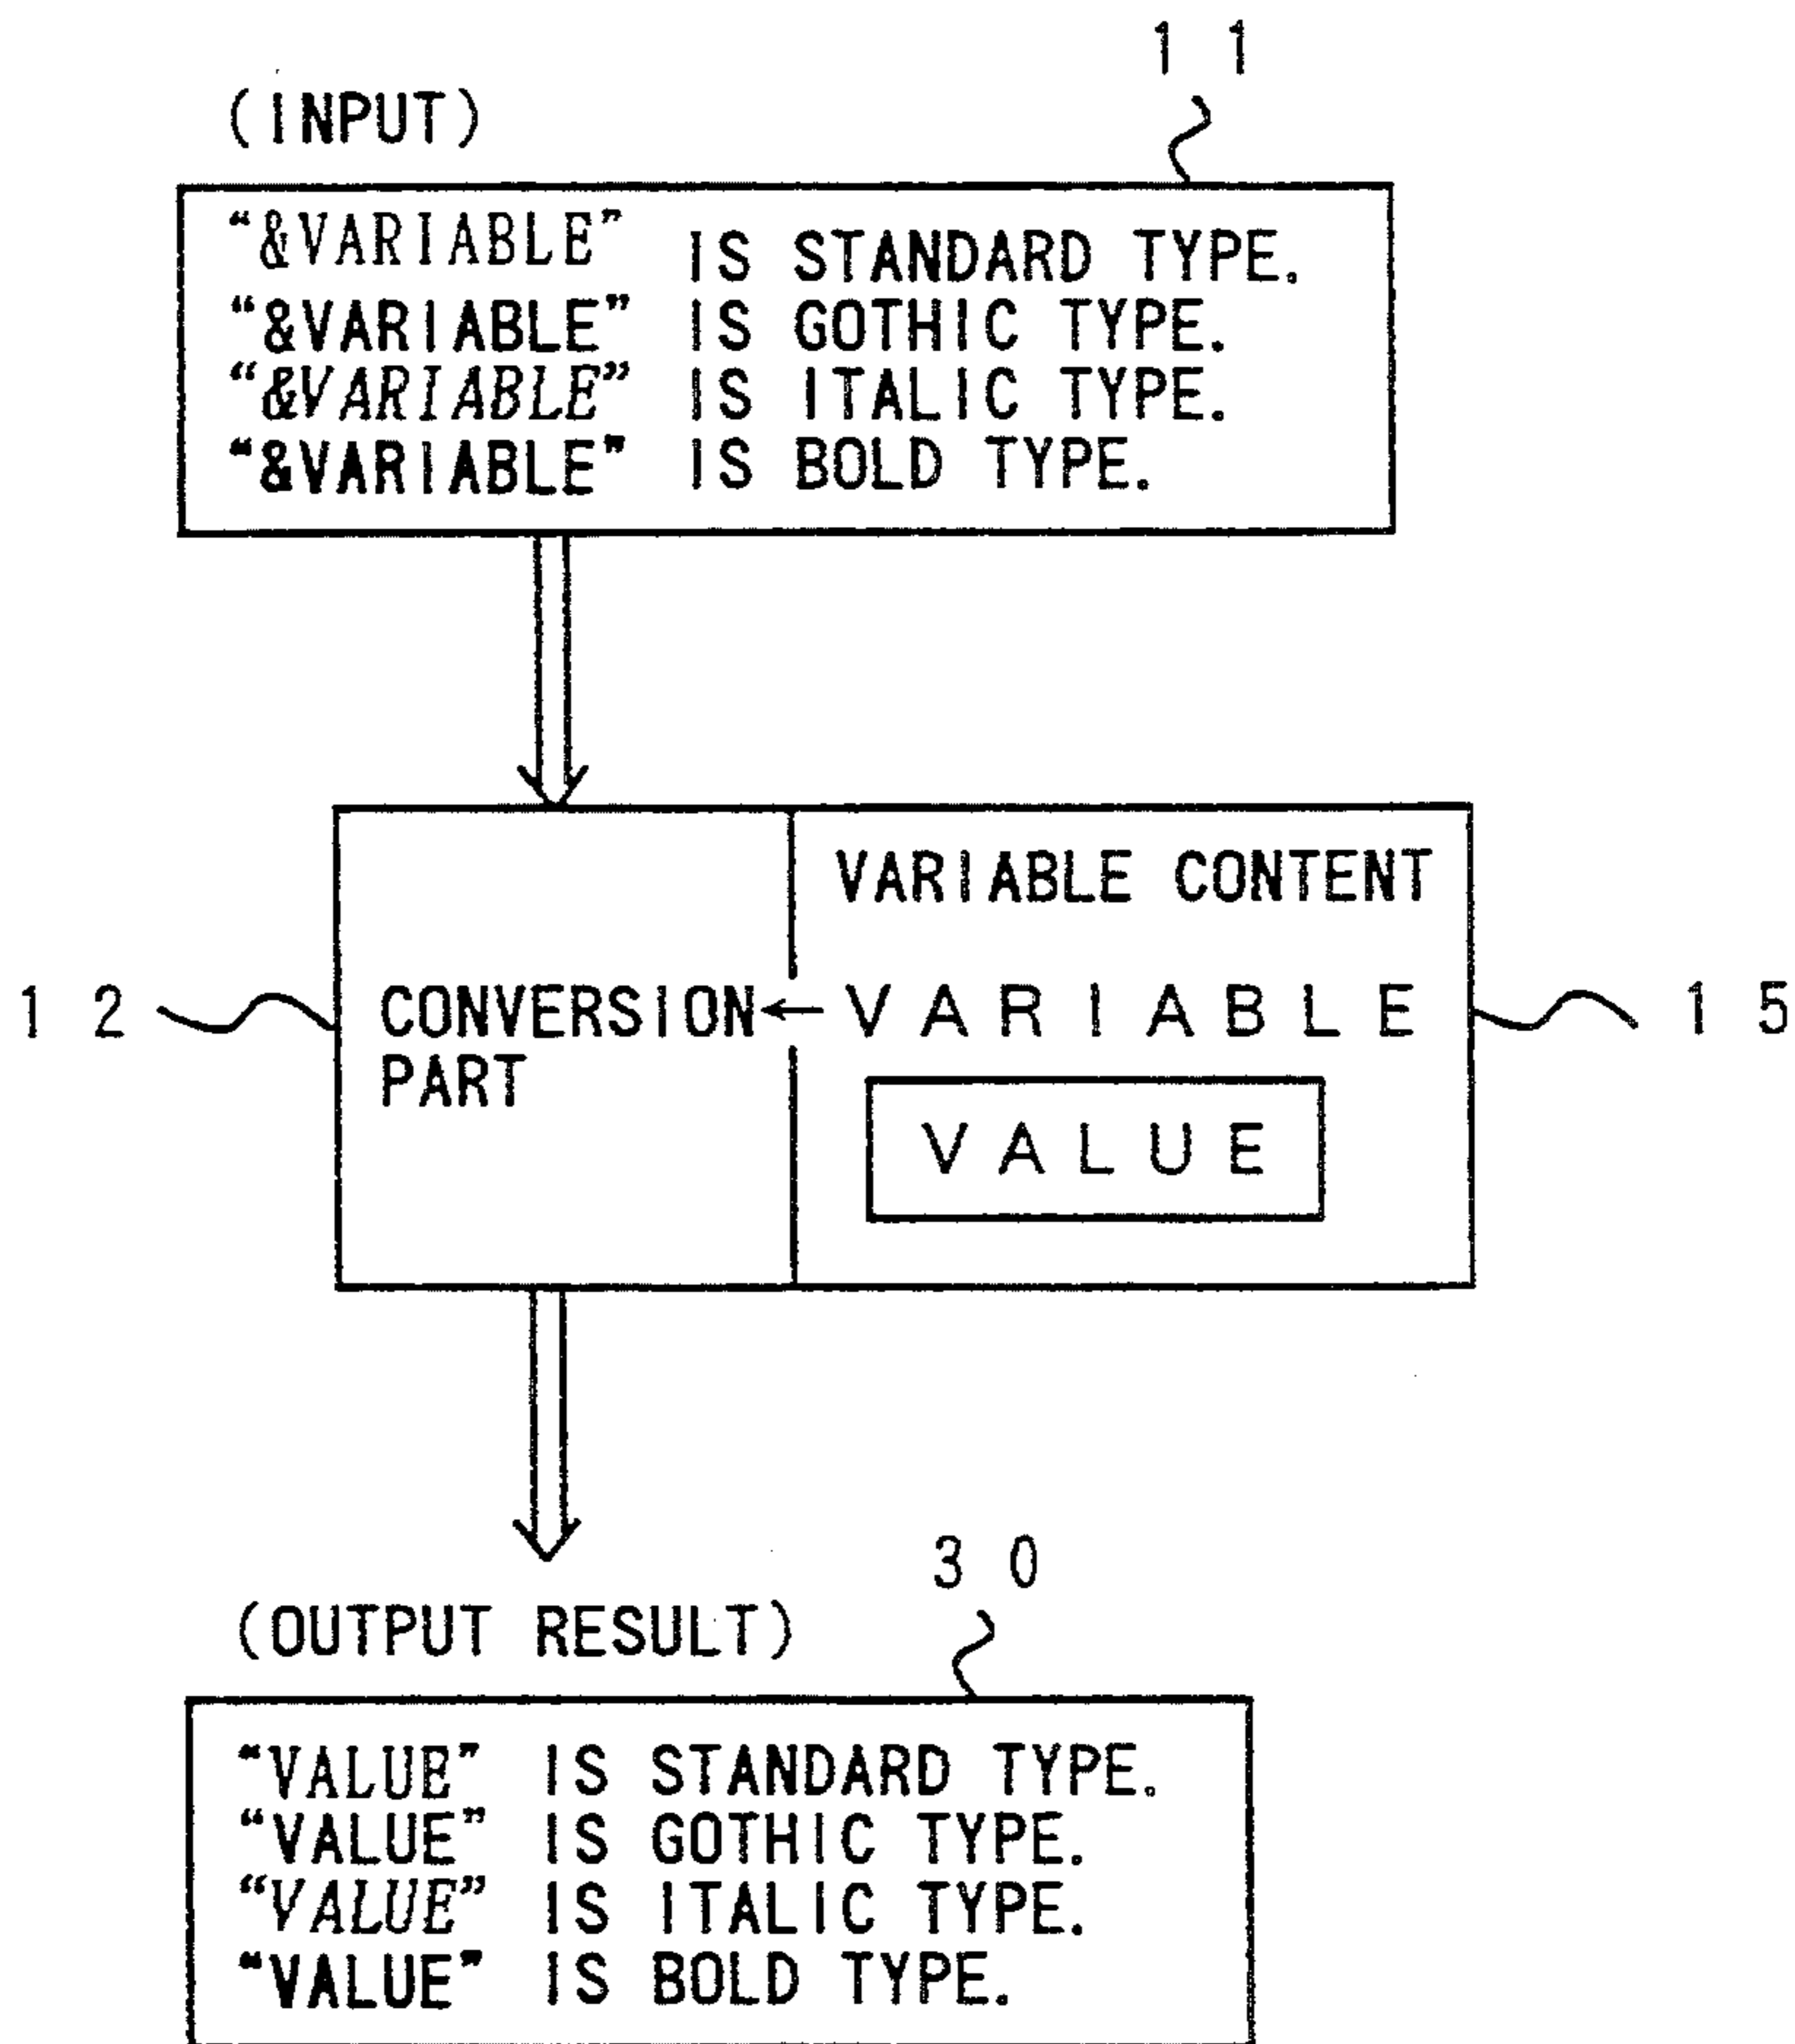 1 1
(INPUT)
“&VARIABLE” IS STANDARD TYPE.
“&VARIABLE” IS GOTHIC TYPE.
“&VARIABLE” IS ITALIC TYPE.
“&VARIABLE” IS BOLD TYPE.
VARIABLE CONTENT
1 2
CONVERSION
PART
V A R I A B L E
1 5
V A L U E
3 0
(OUTPUT RESULT)
“VALUE” IS STANDARD TYPE.
“VALUE” IS GOTHIC TYPE.
“VALUE” IS ITALIC TYPE.
“VALUE” IS BOLD TYPE.